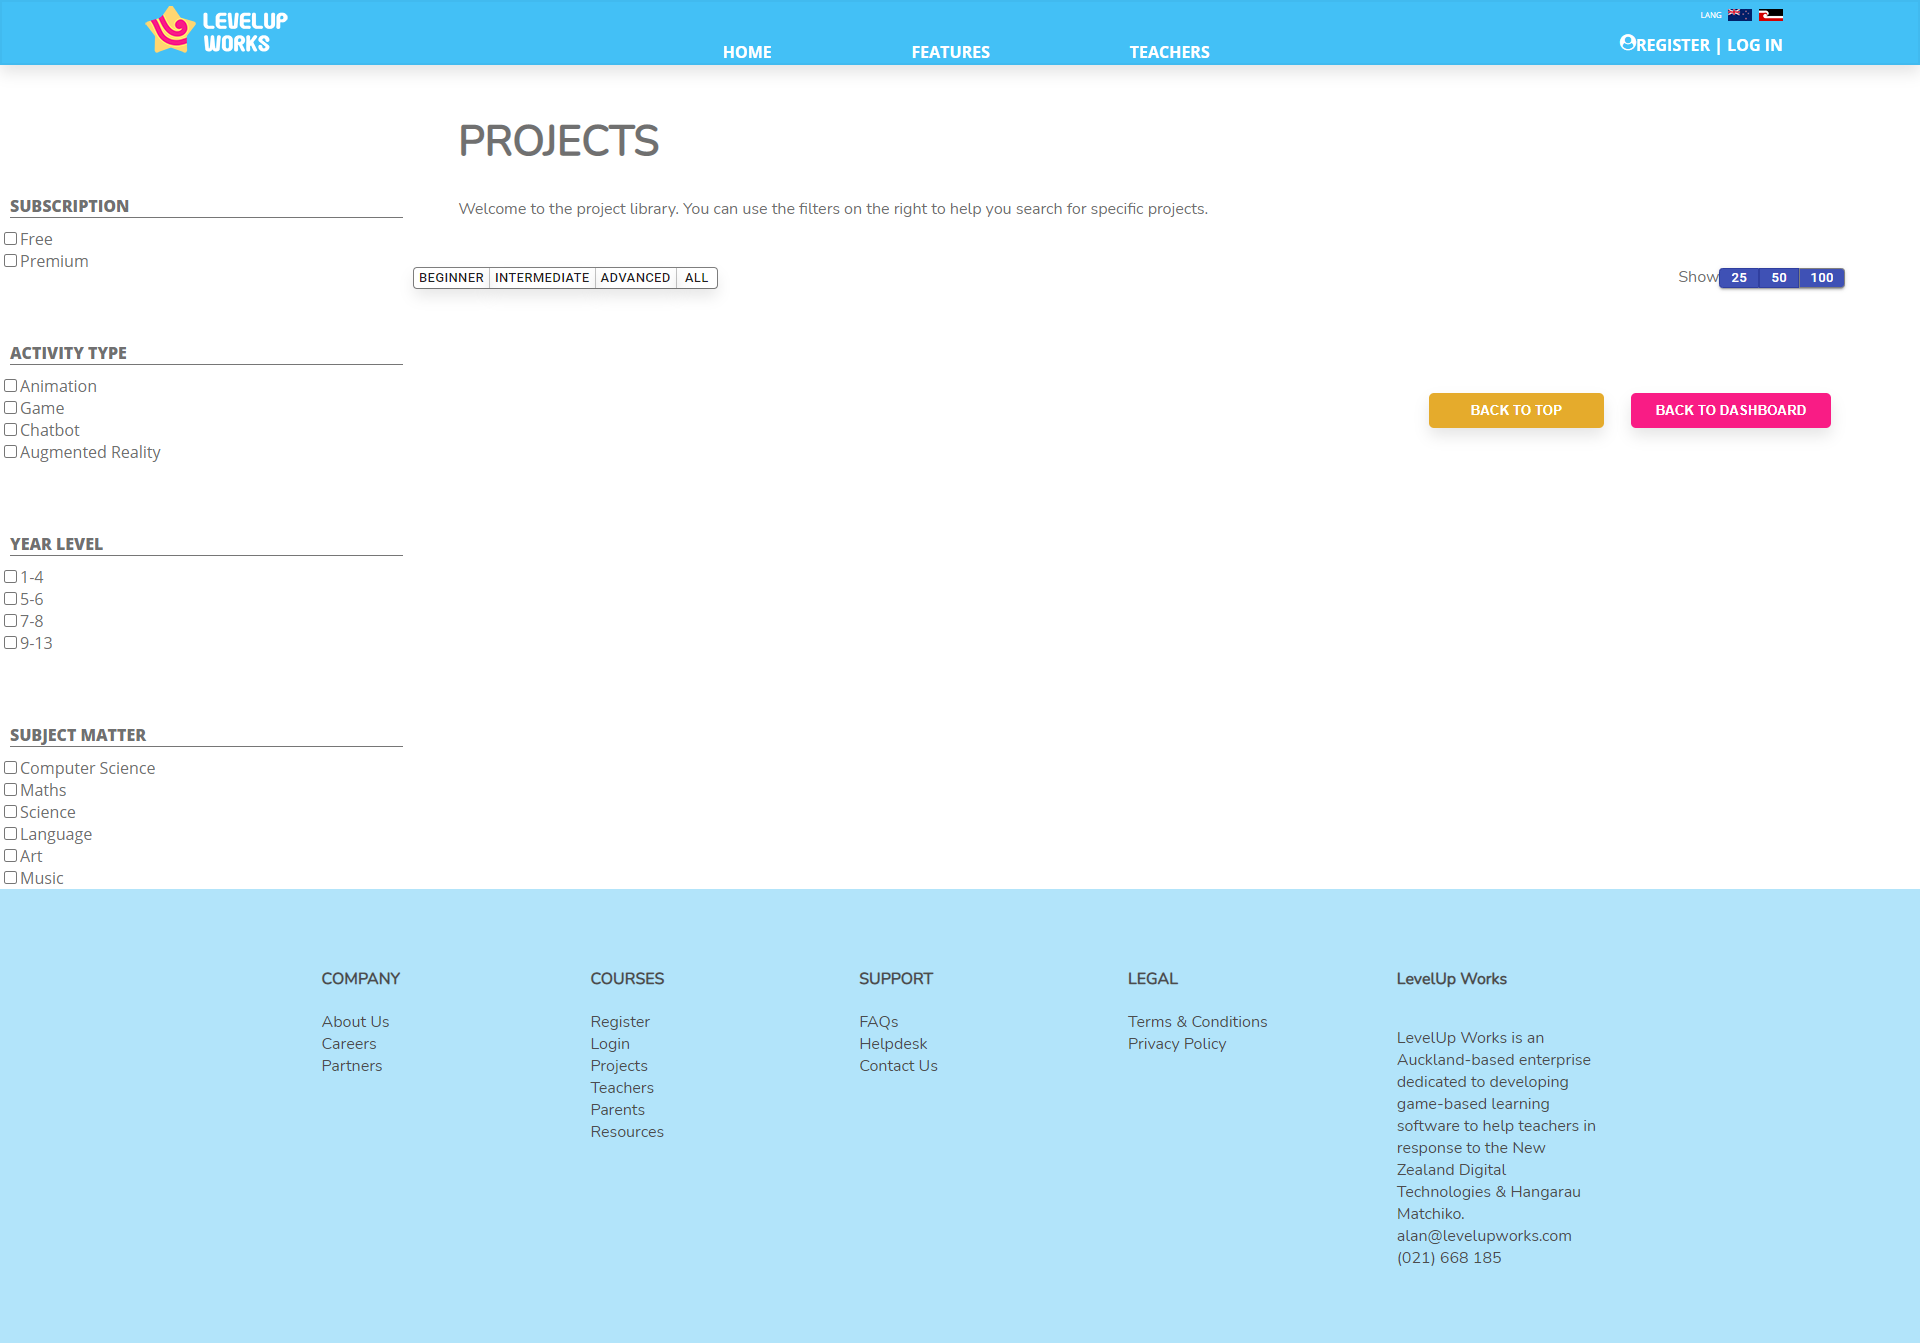 LEVELUP
WORKS
HOME
FEATURES
TEACHERS
LANG
REGISTER | LOG IN
PROJECTS
Welcome to the project library. You can use the filters on the right to help you search for specific projects.
BEGINNER INTERMEDIATE ADVANCED ALL
Show 25 50 100
BACK TO TOP
BACK TO DASHBOARD
SUBSCRIPTION
Free
Premium
ACTIVITY TYPE
Animation
Game
Chatbot
Augmented Reality
YEAR LEVEL
1-4
5-6
7-8
9-13
SUBJECT MATTER
Computer Science
Maths
Science
Language
Art
Music
COMPANY
About Us
Careers
Partners
COURSES
Register
Login
Projects
Teachers
Parents
Resources
SUPPORT
FAQs
Helpdesk
Contact Us
LEGAL
Terms & Conditions
Privacy Policy
LevelUp Works
LevelUp Works is an
Auckland-based enterprise
dedicated to developing
game-based learning
software to help teachers in
response to the New
Zealand Digital
Technologies & Hangarau
Matchiko.
alan@levelupworks.com
(021) 668 185